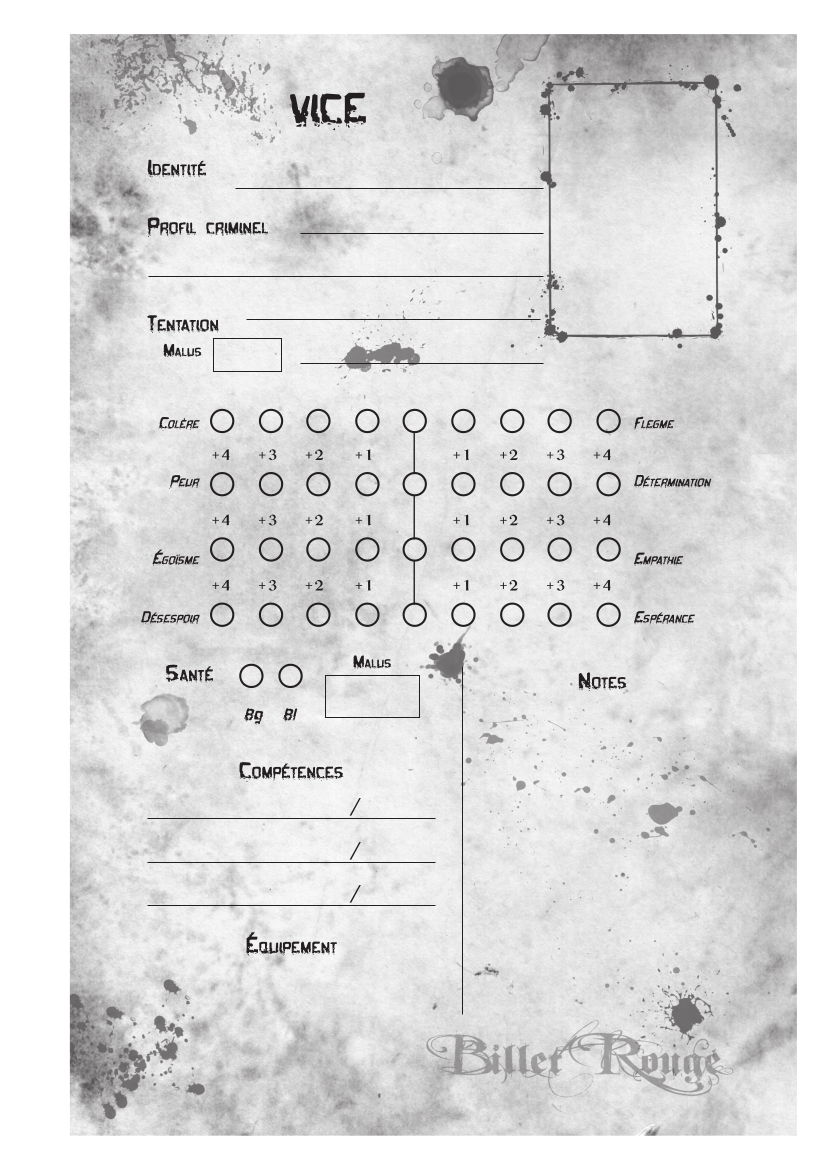 VICE
Identité
Profil criminel
Tentation
Malus
Colère Flegme
+4 +3 +2 +1 +1 +2 +3 +4
Peur Détermination
+4 +3 +2 +1 +1 +2 +3 +4
Égoïsme Empathie
+4 +3 +2 +1 +1 +2 +3 +4
Désespoir Espérance
Santé
Malus
Bg Bl
Compétences
/
/
/
Équipement
Notes
Billet Rouge